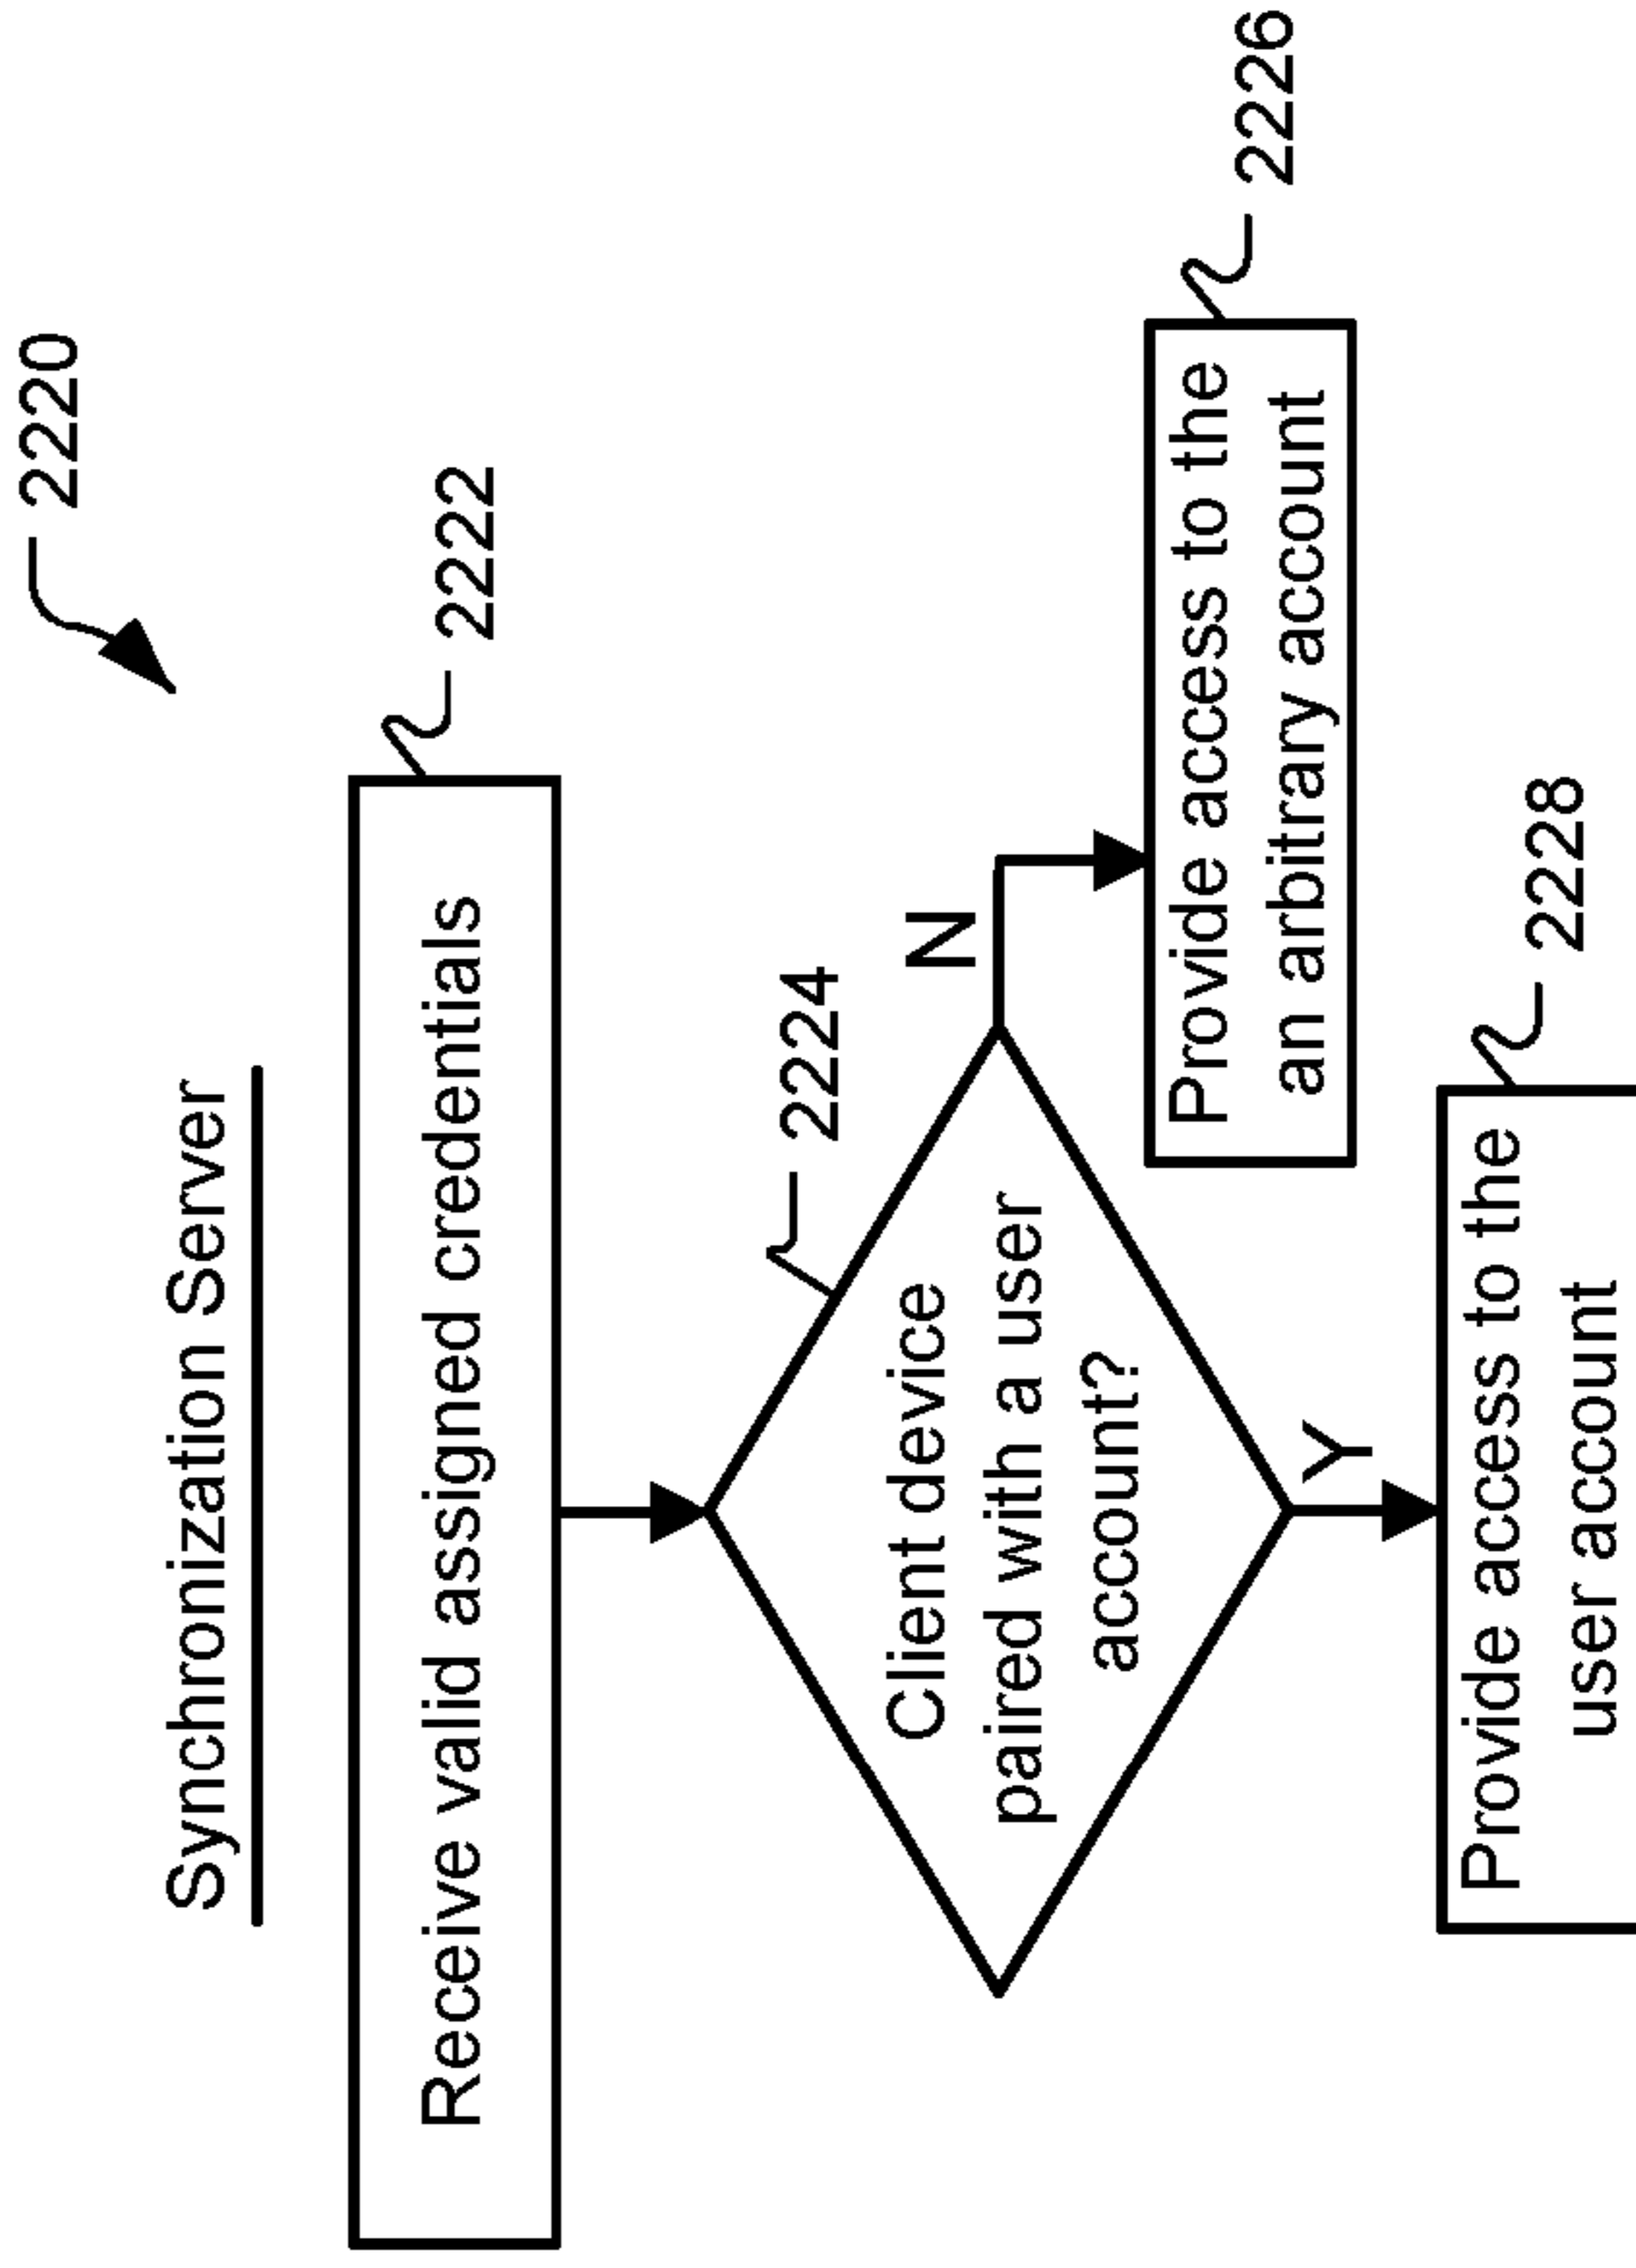 2220
Synchronization Server
2222
Receive valid assigned credentials
2224
Client device
paired with a user
account?
N
2226
Provide access to the
an arbitrary account
Y
2228
Provide access to the
user account